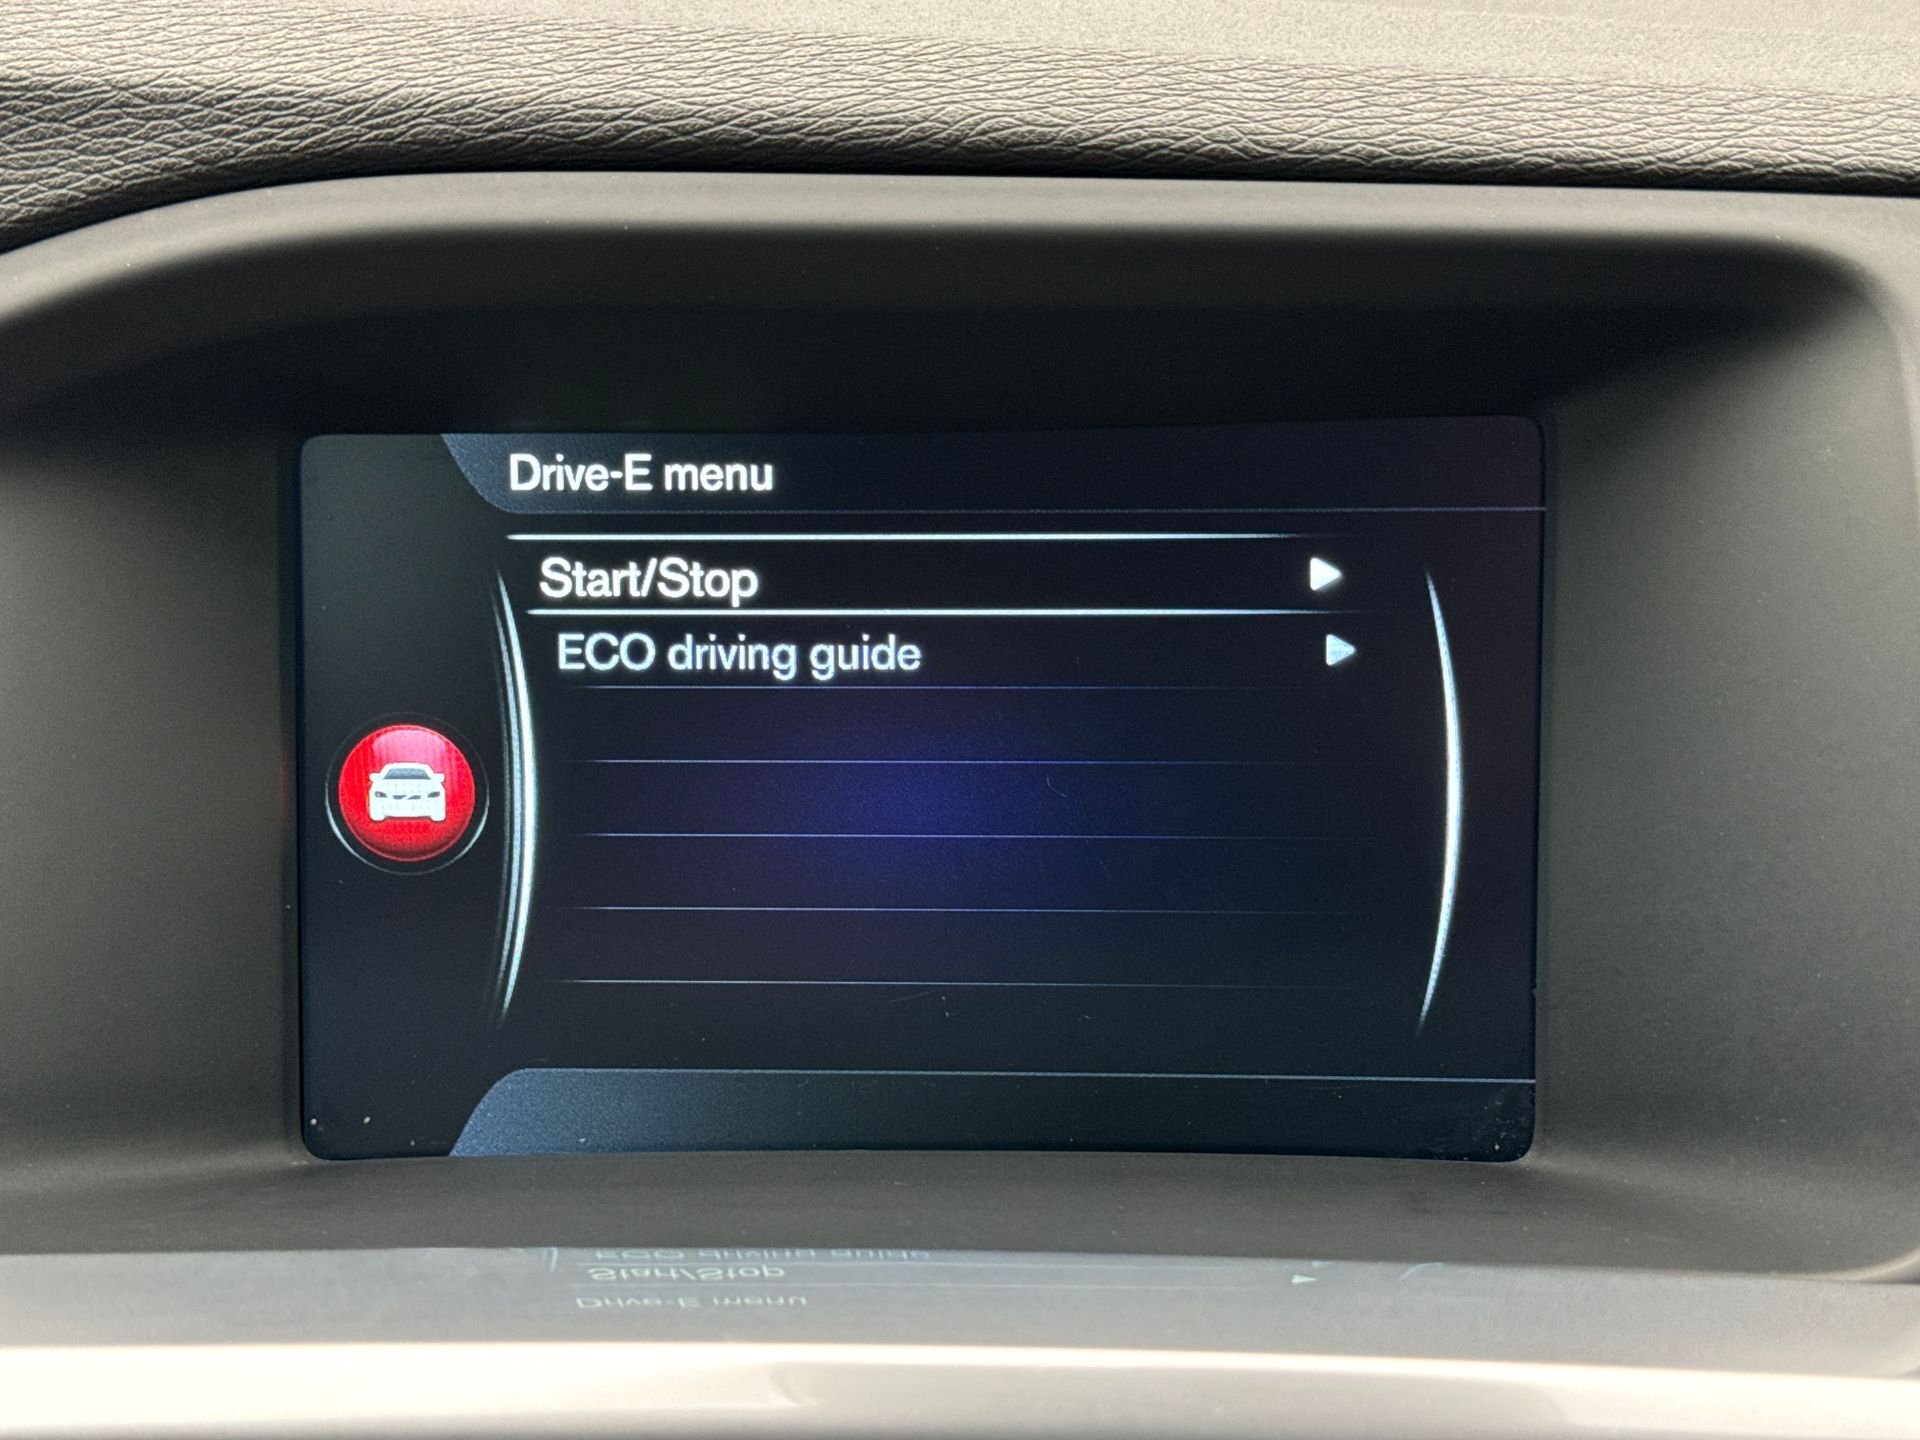 Drive-E menu
Start/Stop
ECO driving guide